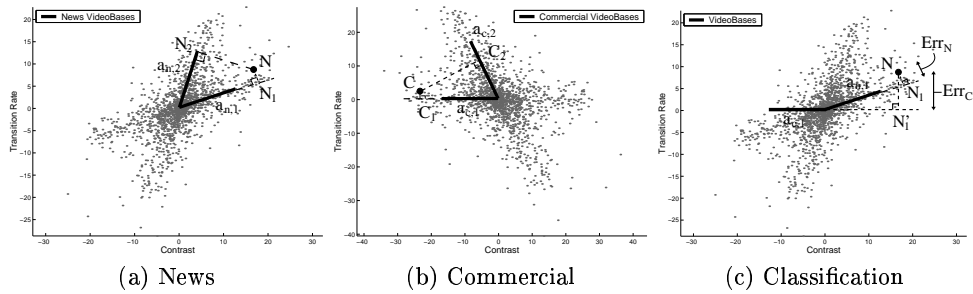 News VideoBases
Transition Rate
20
15
10
5
0
−5
−10
−15
−20
−25
−30 −20 −10 0 10 20 30
Contrast
N2
N
an,2
N1
an,1
(a) News
Commercial VideoBases
Transition Rate
20
10
0
−10
−20
−30
−40
−40 −30 −20 −10 0 10 20 30 40
Contrast
ac,2
C2
C
C1
ac,1
(b) Commercial
VideoBases
Transition Rate
20
15
10
5
0
−5
−10
−15
−20
−25
−30 −20 −10 0 10 20 30
Contrast
ErrN
N
an,1
N1
ErrC
ac,1
N1'
(c) Classification